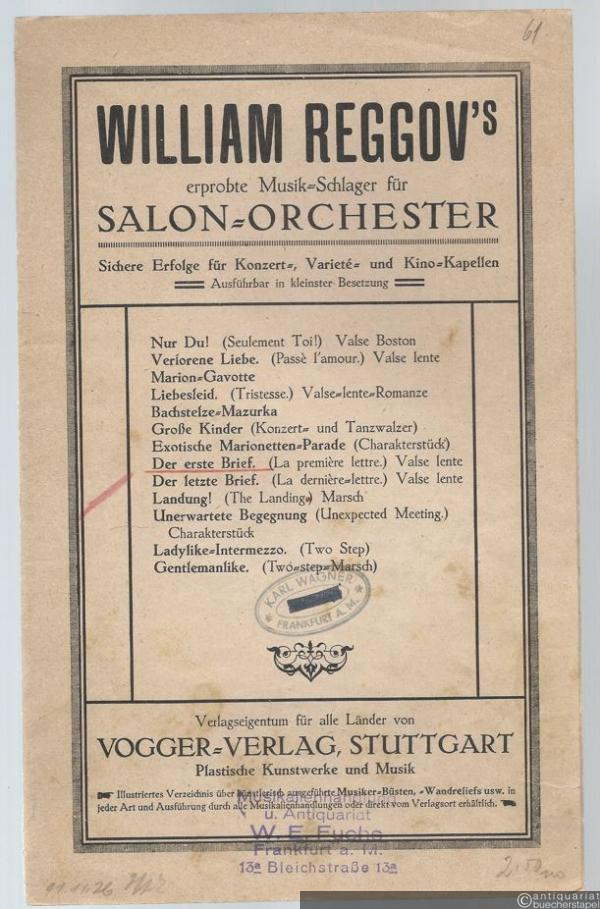 61.
WILLIAM REGGOV's
erprobte Musik=Schlager für
SALON=ORCHESTER
Sichere Erfolge für Konzert=, Varieté= und Kino=Kapellen
Ausführbar in kleinster Besetzung
Nur Du! (Seulement Toi!) Valse Boston
Verlorene Liebe. (Passè l'amour.) Valse lente
Marion=Gavotte
Liebesleid. (Tristesse.) Valse=lente=Romanze
Bachstelze=Mazurka
Große Kinder (Konzert= und Tanzwalzer)
Exotische Marionetten=Parade (Charakterstück)
Der erste Brief. (La première lettre.) Valse lente
Der letzte Brief. (La dernière=lettre.) Valse lente
Landung! (The Landing.) Marsch
Unerwartete Begegnung (Unexpected Meeting.)
Charakterstück
Ladylike=Intermezzo. (Two Step)
Gentlemanlike. (Two=step=Marsch)
KARL WAGNER
FRANKFURT A. M.
Verlagseigentum für alle Länder von
VOGGER=VERLAG, STUTTGART
Plastische Kunstwerke und Musik
Illustriertes Verzeichnis über künstlerisch ausgeführte Musiker=Büsten, =Wandreliefs usw. in
jeder Art und Ausführung durch alle Musikalienhandlungen oder direkt vom Verlagsort erhältlich.
Musikalienhandlung
u. Antiquariat
W. E. Fuchs
Frankfurt a. M.
13a Bleichstraße 13a
antiquariat
buecherstapel